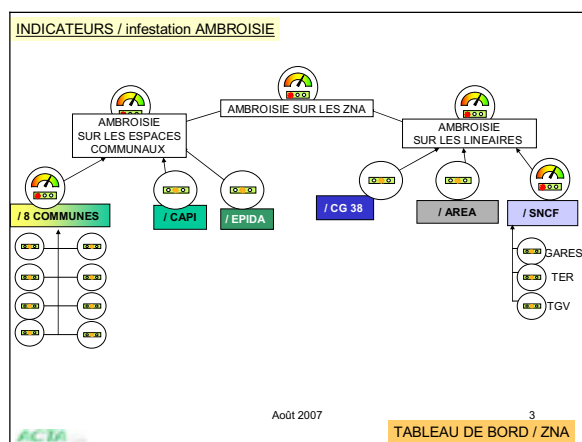 INDICATEURS / infestation AMBROISIE
AMBROISIE SUR LES ZNA
AMBROISIE
SUR LES ESPACES
COMMUNAUX
AMBROISIE
SUR LES LINEAIRES
/ 8 COMMUNES
/ CAPI
/ EPIDA
/ CG 38
/ AREA
/ SNCF
GARES
TER
TGV
Août 2007
3
ACTA
TABLEAU DE BORD / ZNA